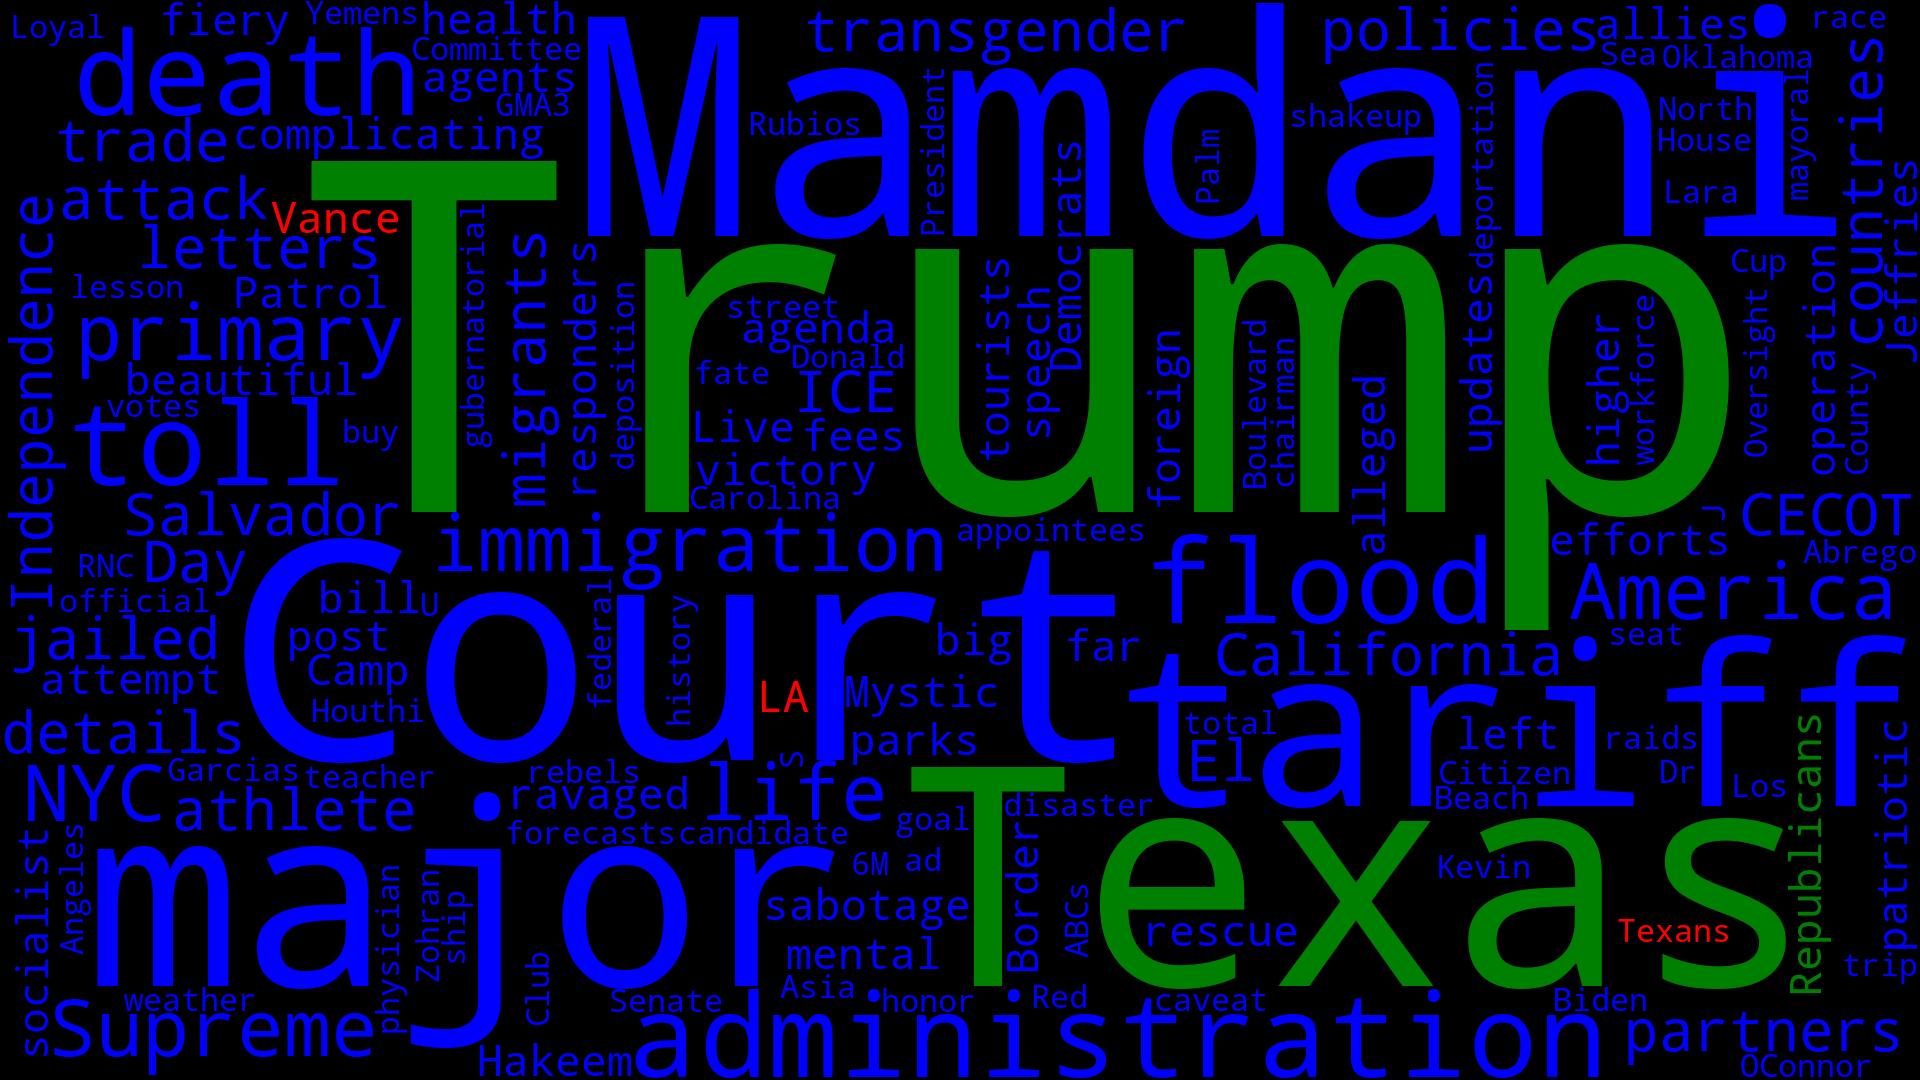 Loyal
fiery
Yemens
health
transgender
policies
allies
race
death
Committee
agents
GMA3
Mamdani
Sea
Oklahoma
countries
trade
complicating
Rubios
President
Democrats
Palm
shakeup
deportation
North
House
mayoral
Lara
Jeffries
attack
Vance
letters
Trump
Independence
lesson
Patrol
gubernatorial
migrants
responders
deposition
street
agenda
Donald
tourists
speech
Cup
primary
beautiful
votes
fate
ICE
foreign
Boulevard
chairman
alleged
updates
higher
workforce
Oversight
operation
County
toll
buy
Live
fees
victory
Carolina
Salvador
immigration
appointees
flood
J
CECOT
efforts
Abrego
RNC
Day
Court
America
official
bill
U
federal
history
big
far
California
seat
jailed
post
Camp
attempt
Houthi
LA
Mystic
tariff
details
S
parks
total
El
left
raids
Republicans
patriotic
NYC
Garcias
teacher
rebels
ravaged
life
Texas
Citizen
Dr
Los
Beach
athlete
forecasts
candidate
goal
disaster
socialist
Angeles
major
physician
Zohran
ship
6M
ad
Border
Kevin
sabotage
ABCs
rescue
Texans
mental
trip
Club
weather
Supreme
Senate
Asia
honor
Red
caveat
Biden
administration
partners
Hakeem
OConnor